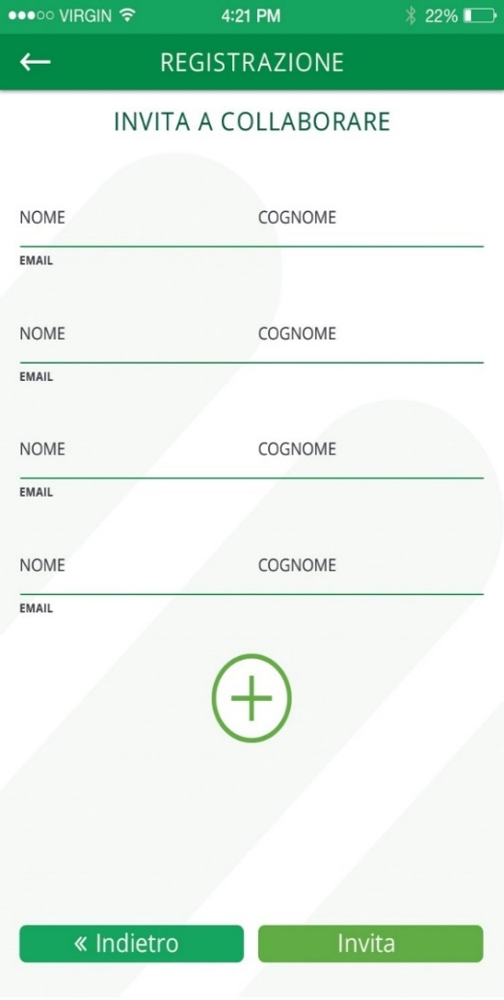 ●●●○○ VIRGIN 4:21 PM 22%
REGISTRAZIONE
INVITA A COLLABORARE
NOME COGNOME
EMAIL
NOME COGNOME
EMAIL
NOME COGNOME
EMAIL
NOME COGNOME
EMAIL
+
« Indietro Invita